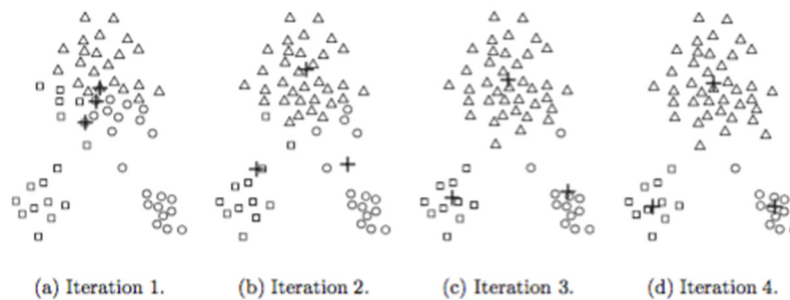 (a) Iteration 1.
(b) Iteration 2.
(c) Iteration 3.
(d) Iteration 4.